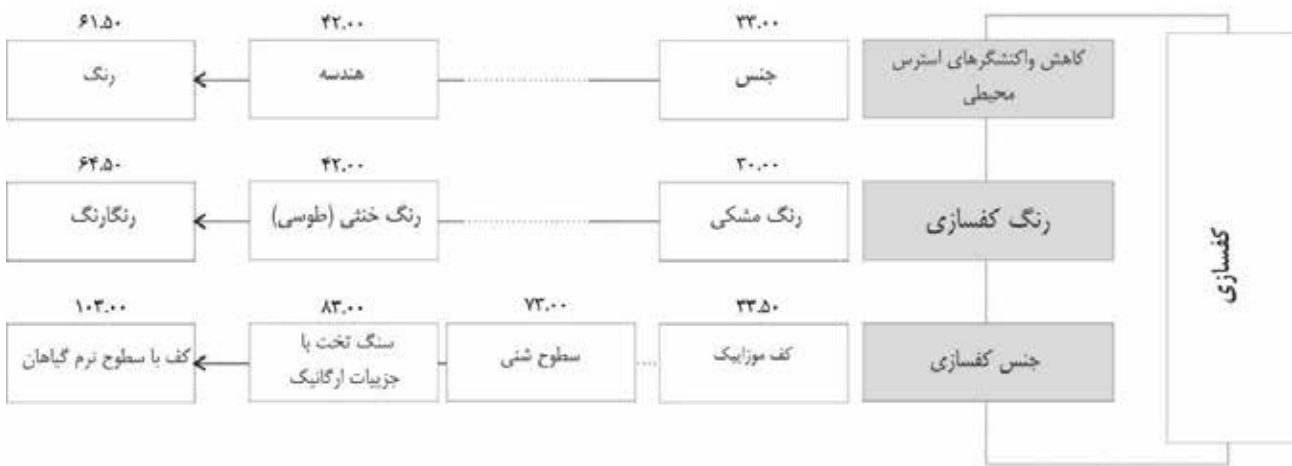 کفسازی
کاهش واکنشگرهای استرس
محیطی
۳۳.۰۰
جنس
۴۲.۰۰
هندسه
۶۱.۵۰
رنگ
رنگ کفسازی
۳۰.۰۰
رنگ مشکی
۴۲.۰۰
رنگ خنثی (طوسی)
۶۴.۵۰
رنگارنگ
جنس کفسازی
۳۳.۵۰
کف موزاییک
۷۳.۰۰
سطوح شنی
۸۳.۰۰
سنگ تخت با
جزییات ارگانیک
۱۰۳.۰۰
کف با سطوح نرم گیاهان